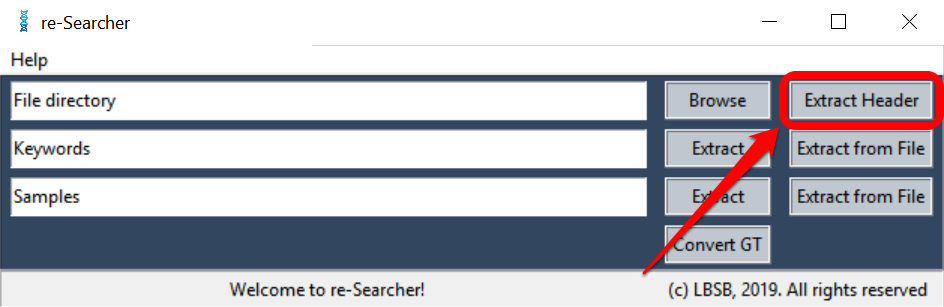 re-Searcher
Help
File directory Browse Extract Header
Keywords Extract Extract from File
Samples Extract Extract from File
Convert GT
Welcome to re-Searcher! (c) LBSB, 2019. All rights reserved